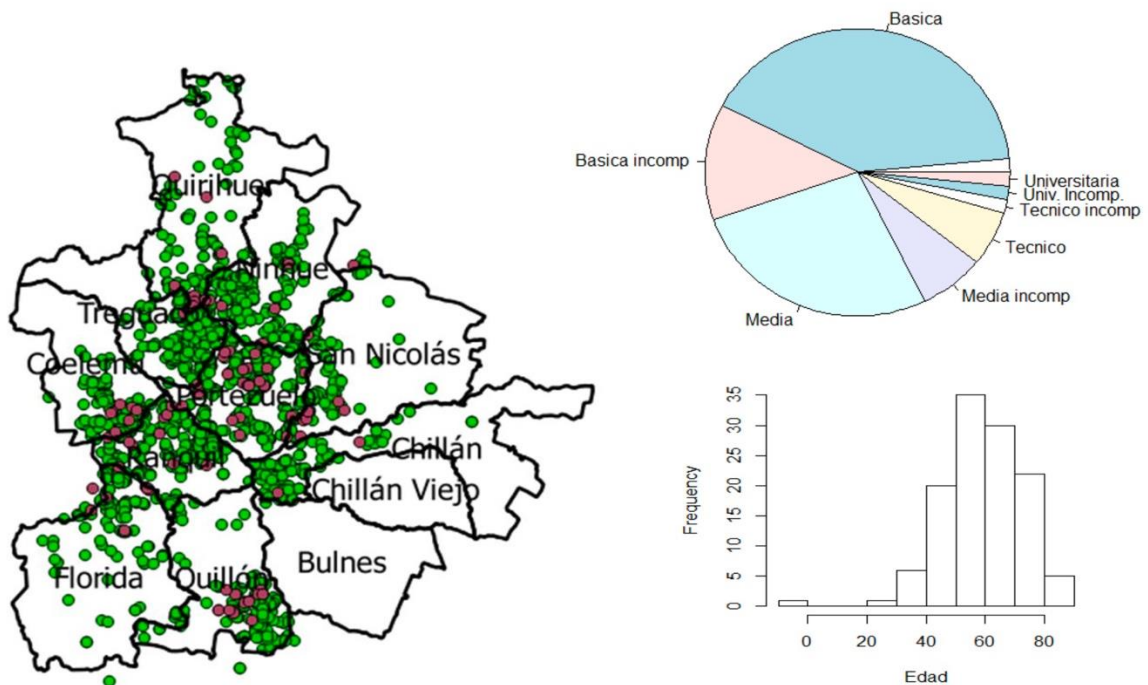 Quirihue
Ninhue
Coelemu
San Nicolás
Portezuelo
Ranquil
Chillán
Chillán Viejo
Bulnes
Florida
Quillón
Basica
Basica incomp
Universitaria
Univ. Incomp.
Tecnico incomp
Tecnico
Media incomp
Media
Frequency
35
30
25
20
15
10
5
0
0
20
40
60
80
Edad